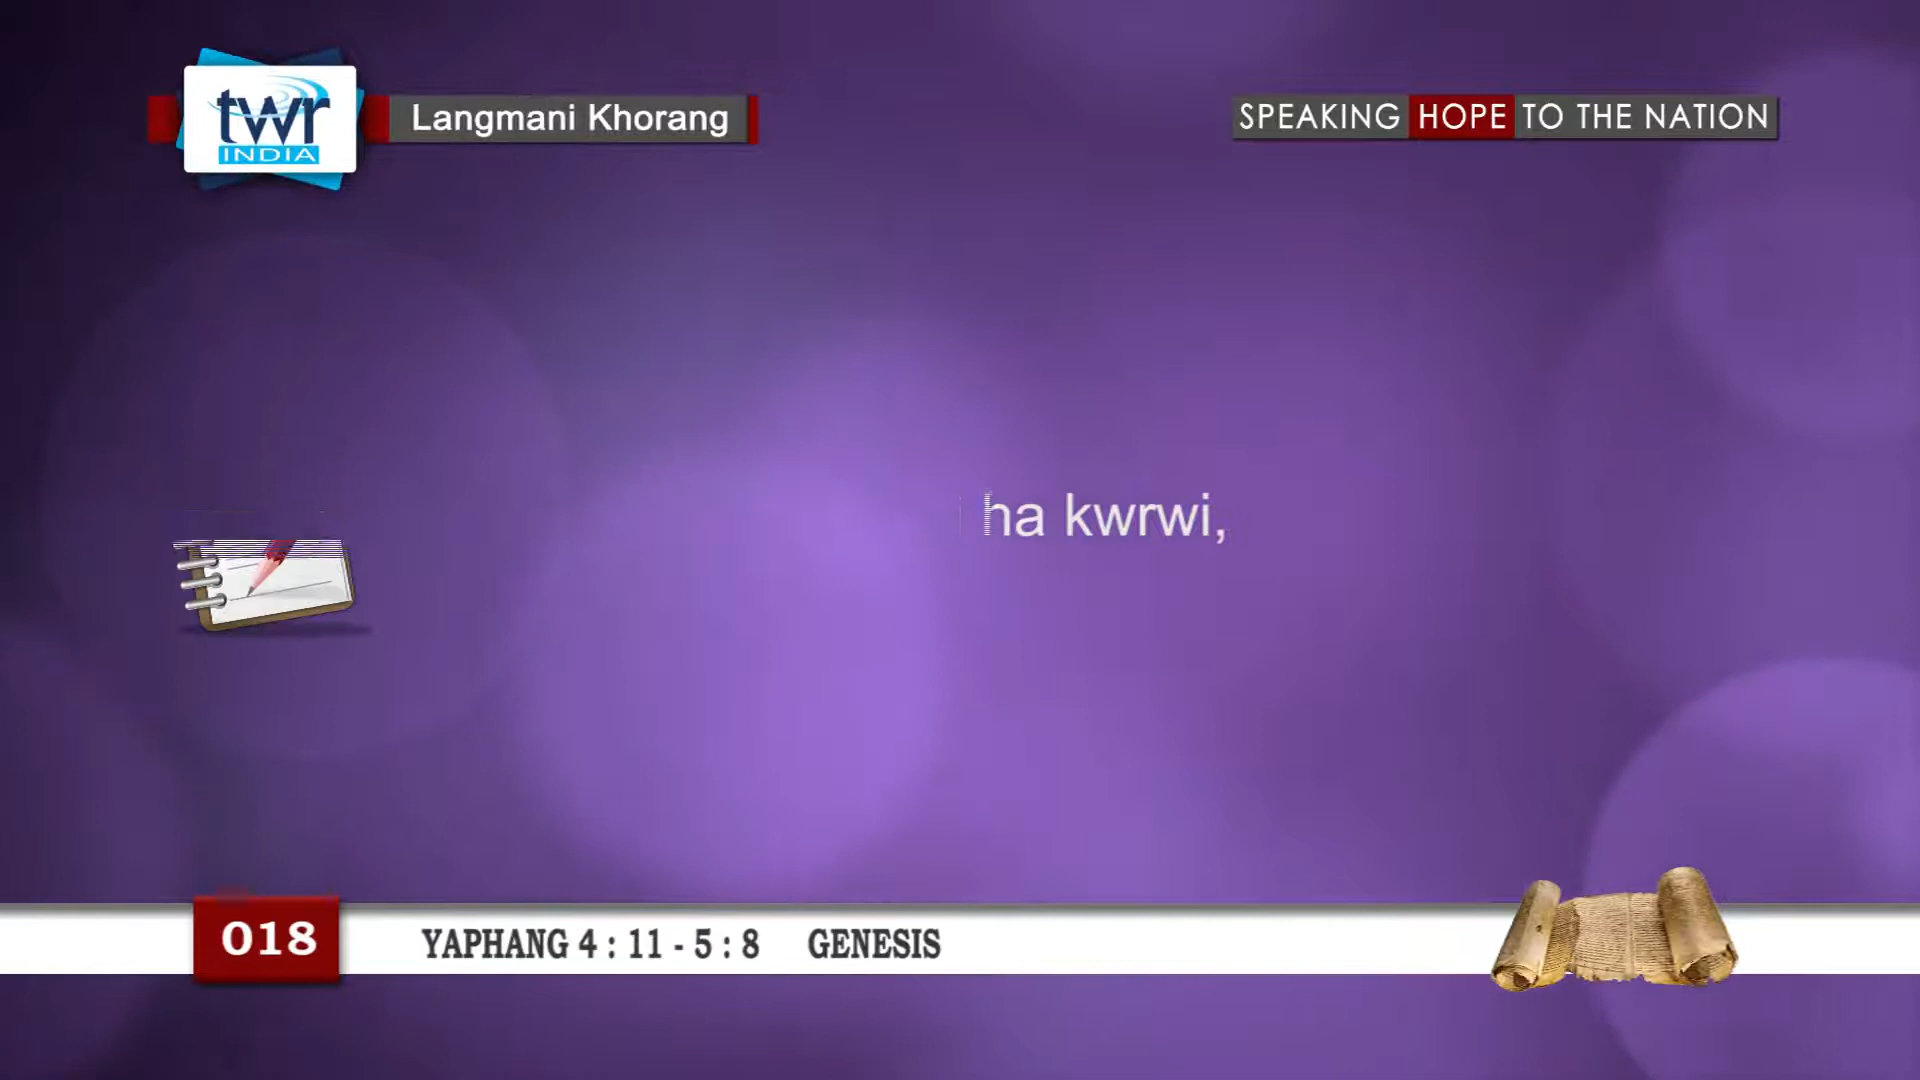 twr
INDIA
Langmani Khorang
SPEAKING HOPE TO THE NATION
ha kwrwi,
018
YAPHANG 4 : 11 - 5 : 8 GENESIS